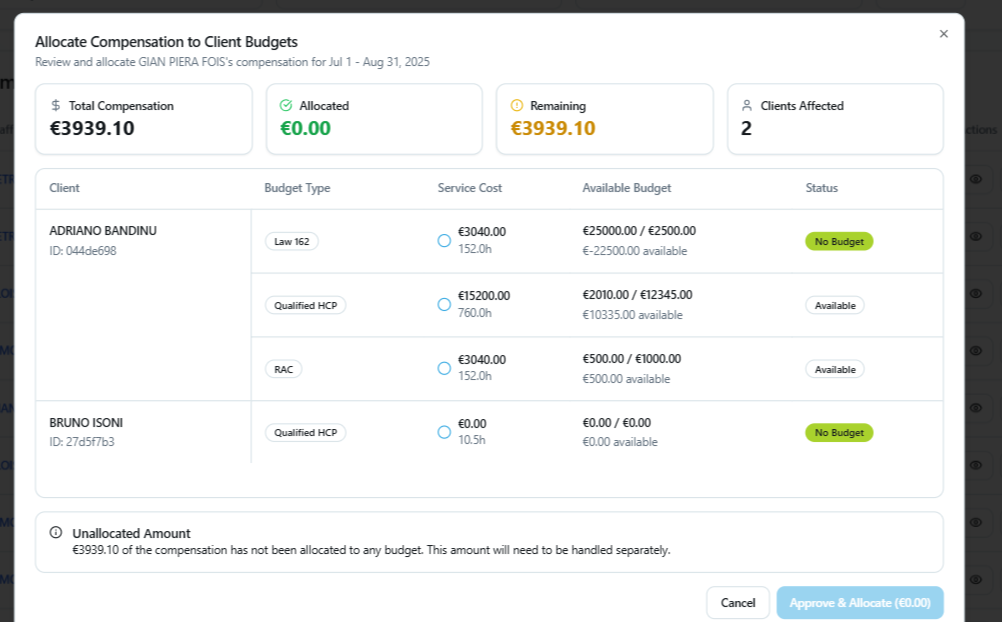 Allocate Compensation to Client Budgets
Review and allocate GIAN PIERA FOIS's compensation for Jul 1 - Aug 31, 2025
Total Compensation
€3939.10
Allocated
€0.00
Remaining
€3939.10
Clients Affected
2
Client Budget Type Service Cost Available Budget Status
ADRIANO BANDINU
ID: 044de698
Law 162
€3040.00
152.0h
€25000.00 / €2500.00
€-22500.00 available
No Budget
Qualified HCP
€15200.00
760.0h
€2010.00 / €12345.00
€10335.00 available
Available
RAC
€3040.00
152.0h
€500.00 / €1000.00
€500.00 available
Available
BRUNO ISONI
ID: 27d5f7b3
Qualified HCP
€0.00
10.5h
€0.00 / €0.00
€0.00 available
No Budget
Unallocated Amount
€3939.10 of the compensation has not been allocated to any budget. This amount will need to be handled separately.
Cancel
Approve & Allocate (€0.00)